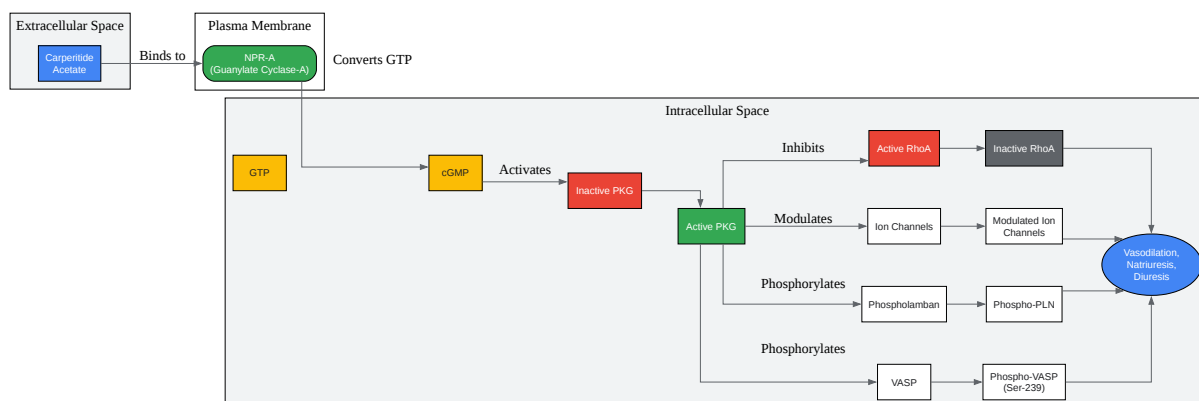 Extracellular Space
Plasma Membrane
Carperitide
Acetate
Binds to
NPR-A
(Guanylate Cyclase-A)
Converts GTP
Intracellular Space
GTP
cGMP
Activates
Inactive PKG
Active PKG
Inhibits
Active RhoA
Inactive RhoA
Modulates
Ion Channels
Modulated Ion
Channels
Vasodilation,
Natriuresis,
Diuresis
Phosphorylates
Phospholamban
Phospho-PLN
Phosphorylates
VASP
Phospho-VASP
(Ser-239)